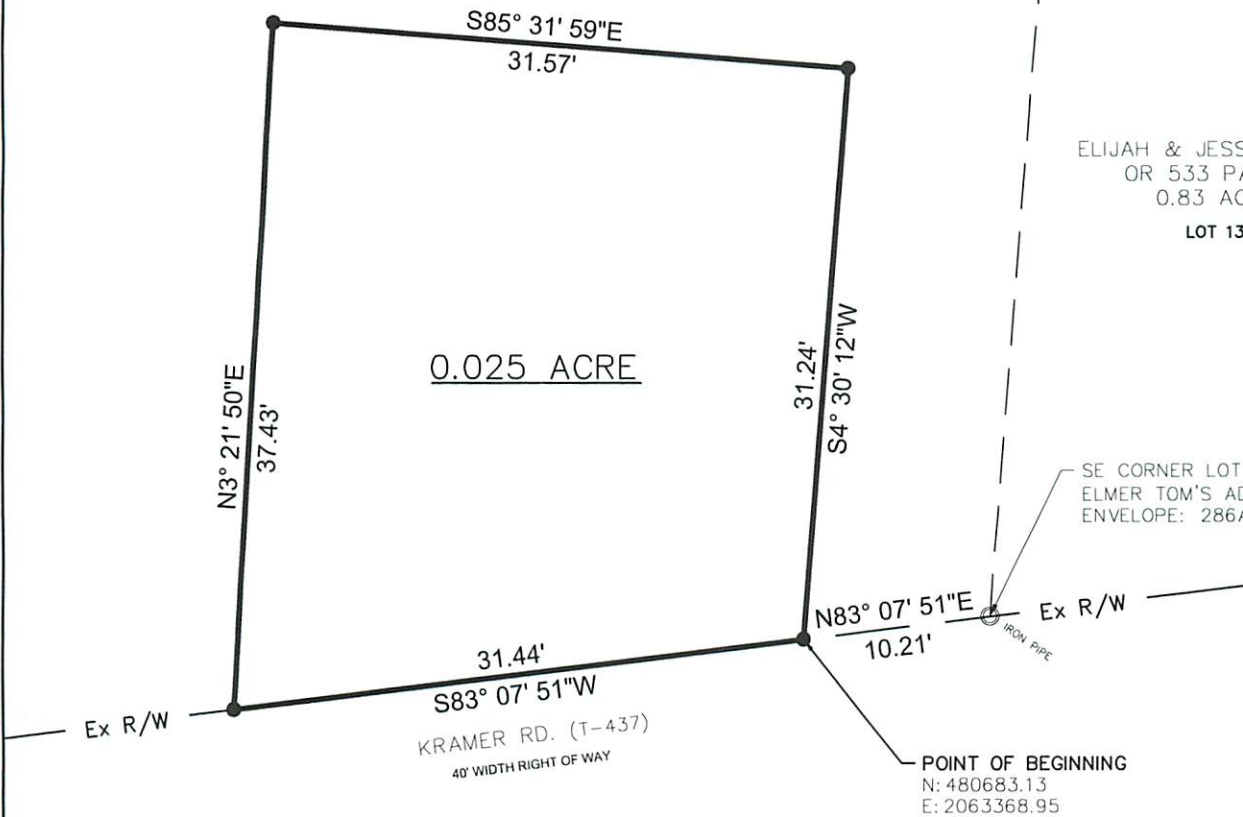 S85° 31' 59"E
31.57'
ELIJAH & JESS
OR 533
0.83
LOT 13
0.025 ACRE
N3° 21' 50"E
37.43'
31.24'
S4° 30' 12"W
SE CORNER LOT
ELMER TOM'S
ENVELOPE: 286A
N83° 07' 51"E
10.21'
IRON PIPE
Ex R/W
31.44'
S83° 07' 51"W
Ex R/W
KRAMER RD. (T-437)
40' WIDTH RIGHT OF WAY
POINT OF BEGINNING
N: 480683.13
E: 2063368.95